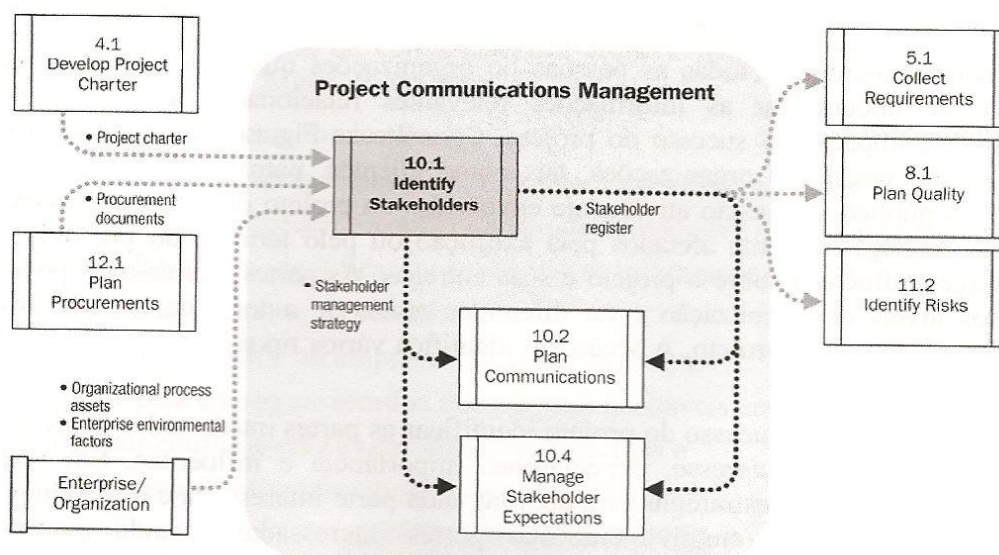 4.1
Develop Project
Charter
• Project charter
• Procurement
documents
12.1
Plan
Procurements
• Organizational process
assets
• Enterprise environmental
factors
Enterprise/
Organization
Project Communications Management
10.1
Identify
Stakeholders
• Stakeholder
register
• Stakeholder
management
strategy
10.2
Plan
Communications
10.4
Manage
Stakeholder
Expectations
5.1
Collect
Requirements
8.1
Plan Quality
11.2
Identify Risks